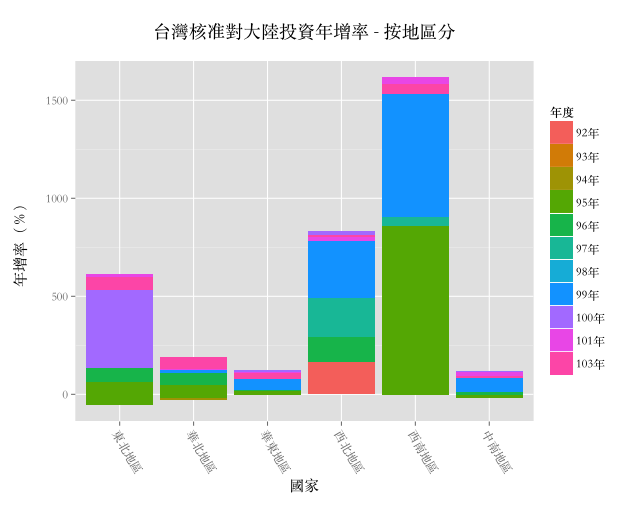 台灣核准對大陸投資年增率 - 按地區分
年增率（%）
1500
1000
500
0
東北地區
華北地區
華東地區
西北地區
西南地區
中南地區
國家
年度
92年
93年
94年
95年
96年
97年
98年
99年
100年
101年
103年